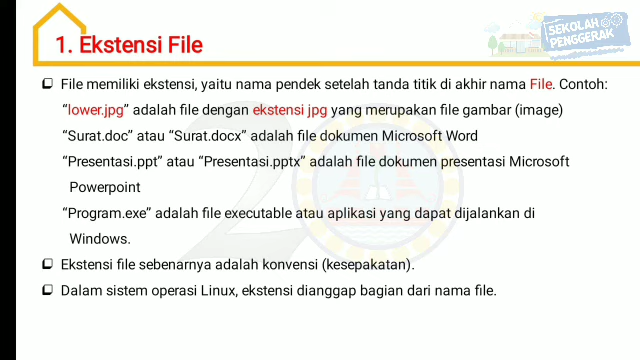 SEKOLAH
PENGGERAK
1. Ekstensi File
❑ File memiliki ekstensi, yaitu nama pendek setelah tanda titik di akhir nama File. Contoh:
“lower.jpg” adalah file dengan ekstensi jpg yang merupakan file gambar (image)
“Surat.doc” atau “Surat.docx” adalah file dokumen Microsoft Word
“Presentasi.ppt” atau “Presentasi.pptx” adalah file dokumen presentasi Microsoft
Powerpoint
“Program.exe” adalah file executable atau aplikasi yang dapat dijalankan di
Windows.
❑ Ekstensi file sebenarnya adalah konvensi (kesepakatan).
❑ Dalam sistem operasi Linux, ekstensi dianggap bagian dari nama file.